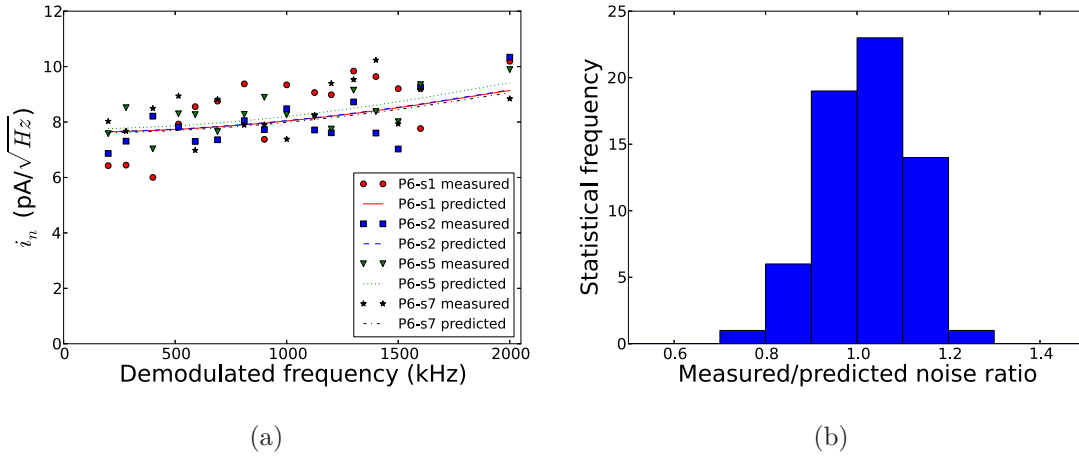 12
10
8
6
4
2
0
i_n (pA/√Hz)
P6-s1 measured
P6-s1 predicted
P6-s2 measured
P6-s2 predicted
P6-s5 measured
P6-s5 predicted
P6-s7 measured
P6-s7 predicted
0 500 1000 1500 2000
Demodulated frequency (kHz)
(a)
25
20
15
10
5
0
Statistical frequency
0.6 0.8 1.0 1.2 1.4
Measured/predicted noise ratio
(b)